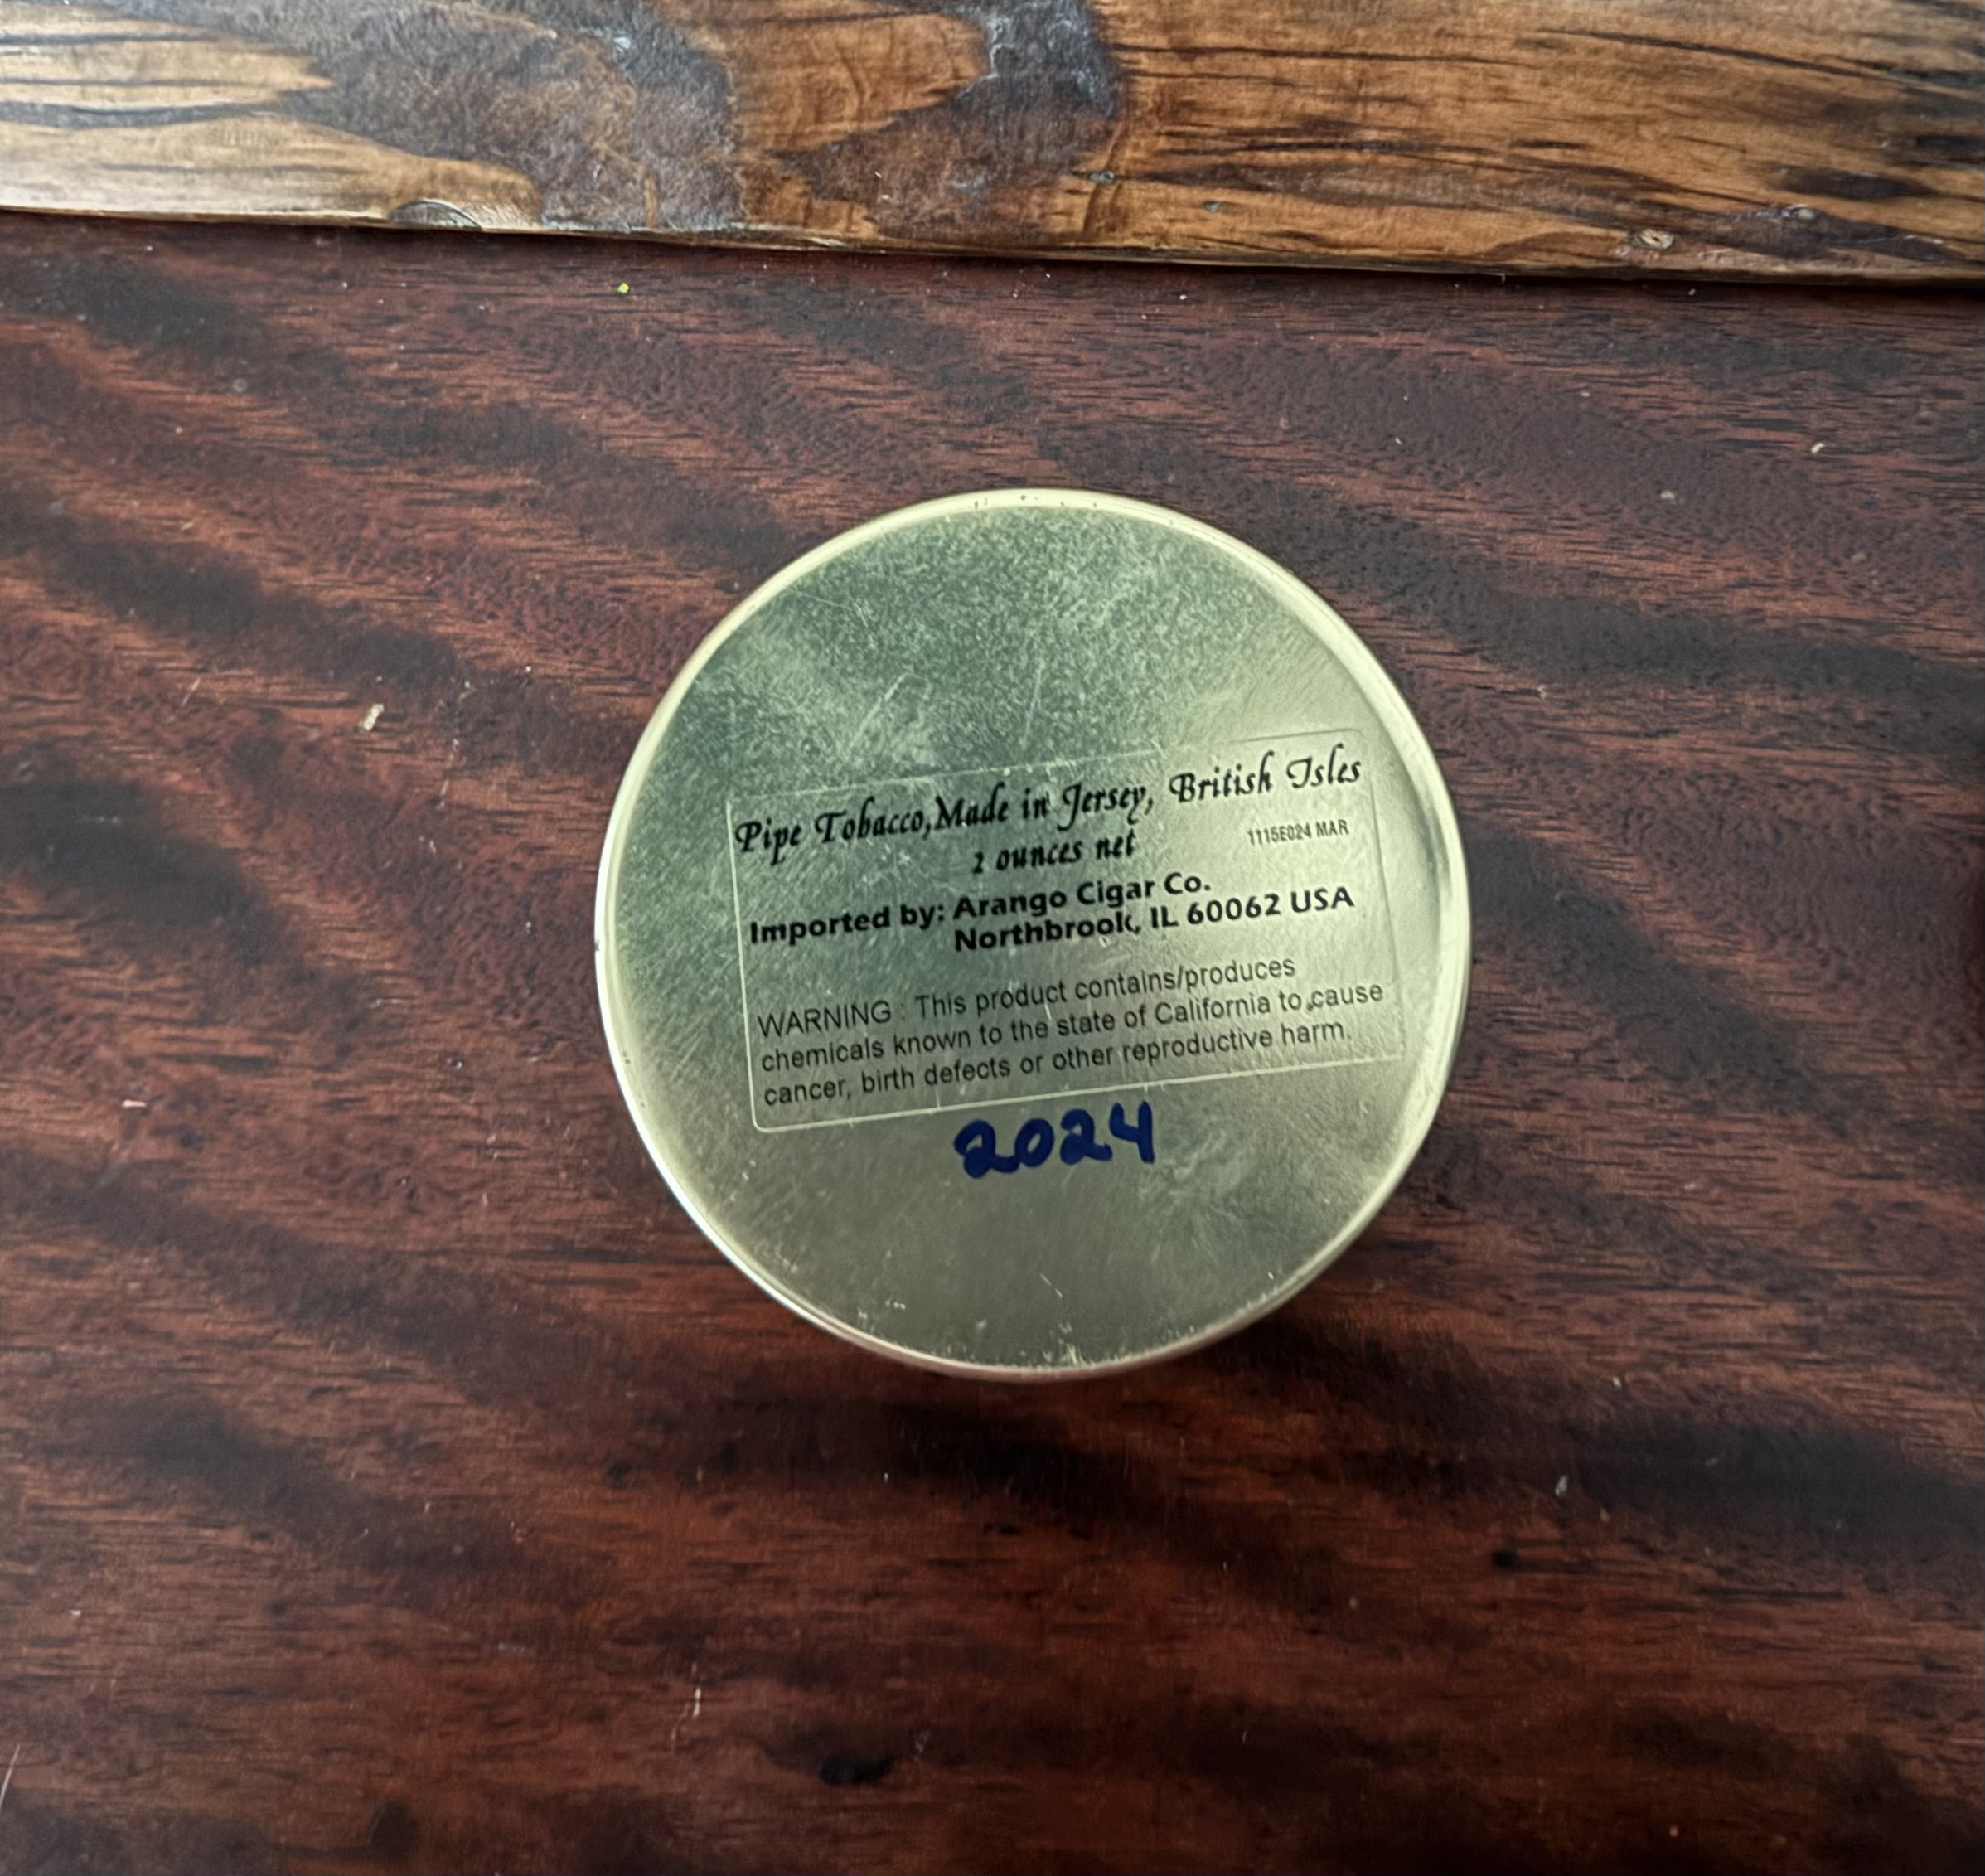 Pipe Tobacco,Made in Jersey, British Isles
2 ounces net
1115E024 MAR
Imported by: Arango Cigar Co.
Northbrook, IL 60062 USA
WARNING : This product contains/produces
chemicals known to the state of California to cause
cancer, birth defects or other reproductive harm.
2024